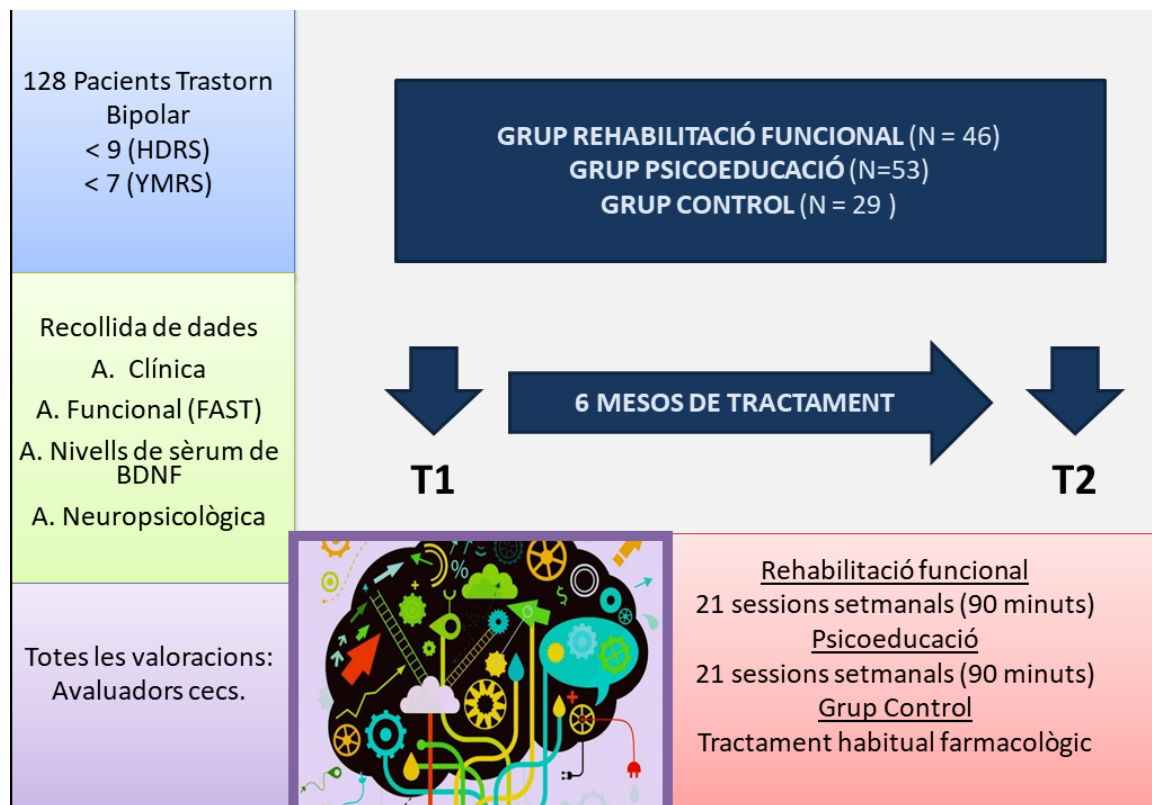 128 Pacients Trastorn
Bipolar
< 9 (HDRS)
< 7 (YMRS)
GRUP REHABILITACIÓ FUNCIONAL (N = 46)
GRUP PSICOEDUCACIÓ (N=53)
GRUP CONTROL (N = 29 )
Recollida de dades
A. Clínica
A. Funcional (FAST)
A. Nivells de sèrum de
BDNF
A. Neuropsicològica
6 MESOS DE TRACTAMENT
T1
T2
Totes les valoracions:
Avaluadors cecs.
%
$
Rehabilitació funcional
21 sessions setmanals (90 minuts)
Psicoeducació
21 sessions setmanals (90 minuts)
Grup Control
Tractament habitual farmacològic